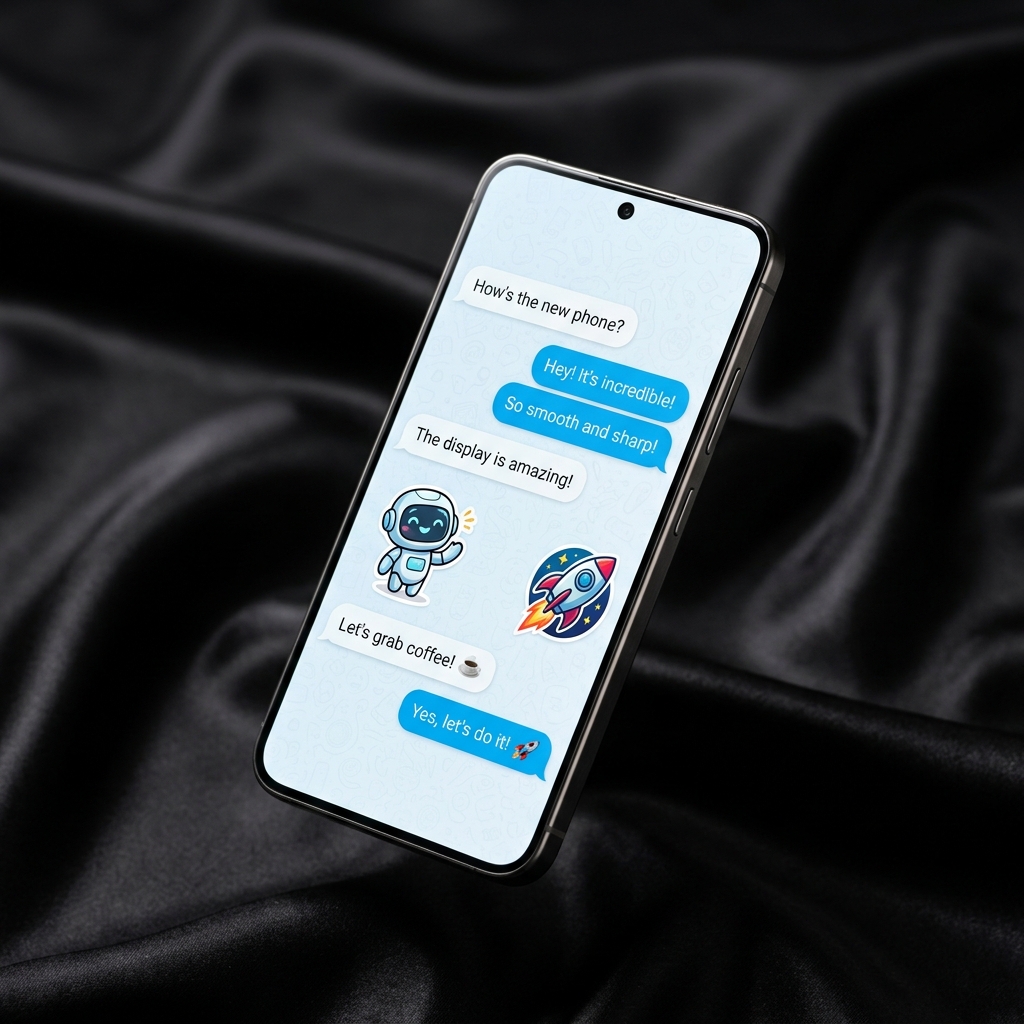 How's the new phone?
Hey! It's incredlble!
So smooth and sharp!
The display is amazing!
Let's grab coffee! ☕
Yes, let's do it! 🚀